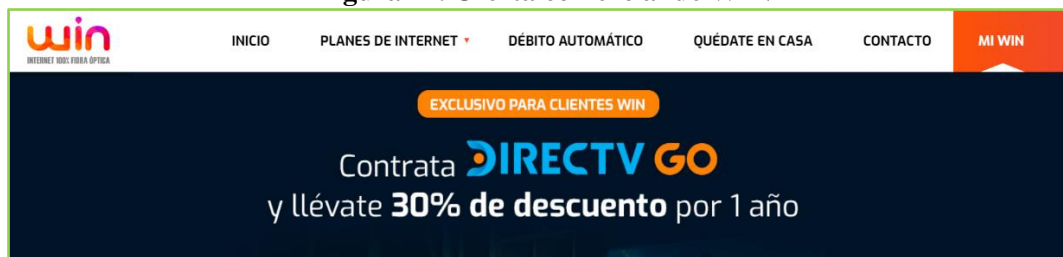 win
INTERNET 100% FIBRA ÓPTICA
INICIO PLANES DE INTERNET DÉBITO AUTOMÁTICO QUÉDATE EN CASA CONTACTO MI WIN
EXCLUSIVO PARA CLIENTES WIN
Contrata DIRECTV GO
y llévate 30% de descuento por 1 año